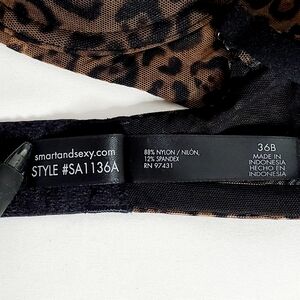 smartandsexy.com
STYLE #SA1136A
88% NYLON / NILÓN,
12% SPANDEX
RN 97431
36B
MADE IN
INDONESIA
HECHO EN
INDONESIA